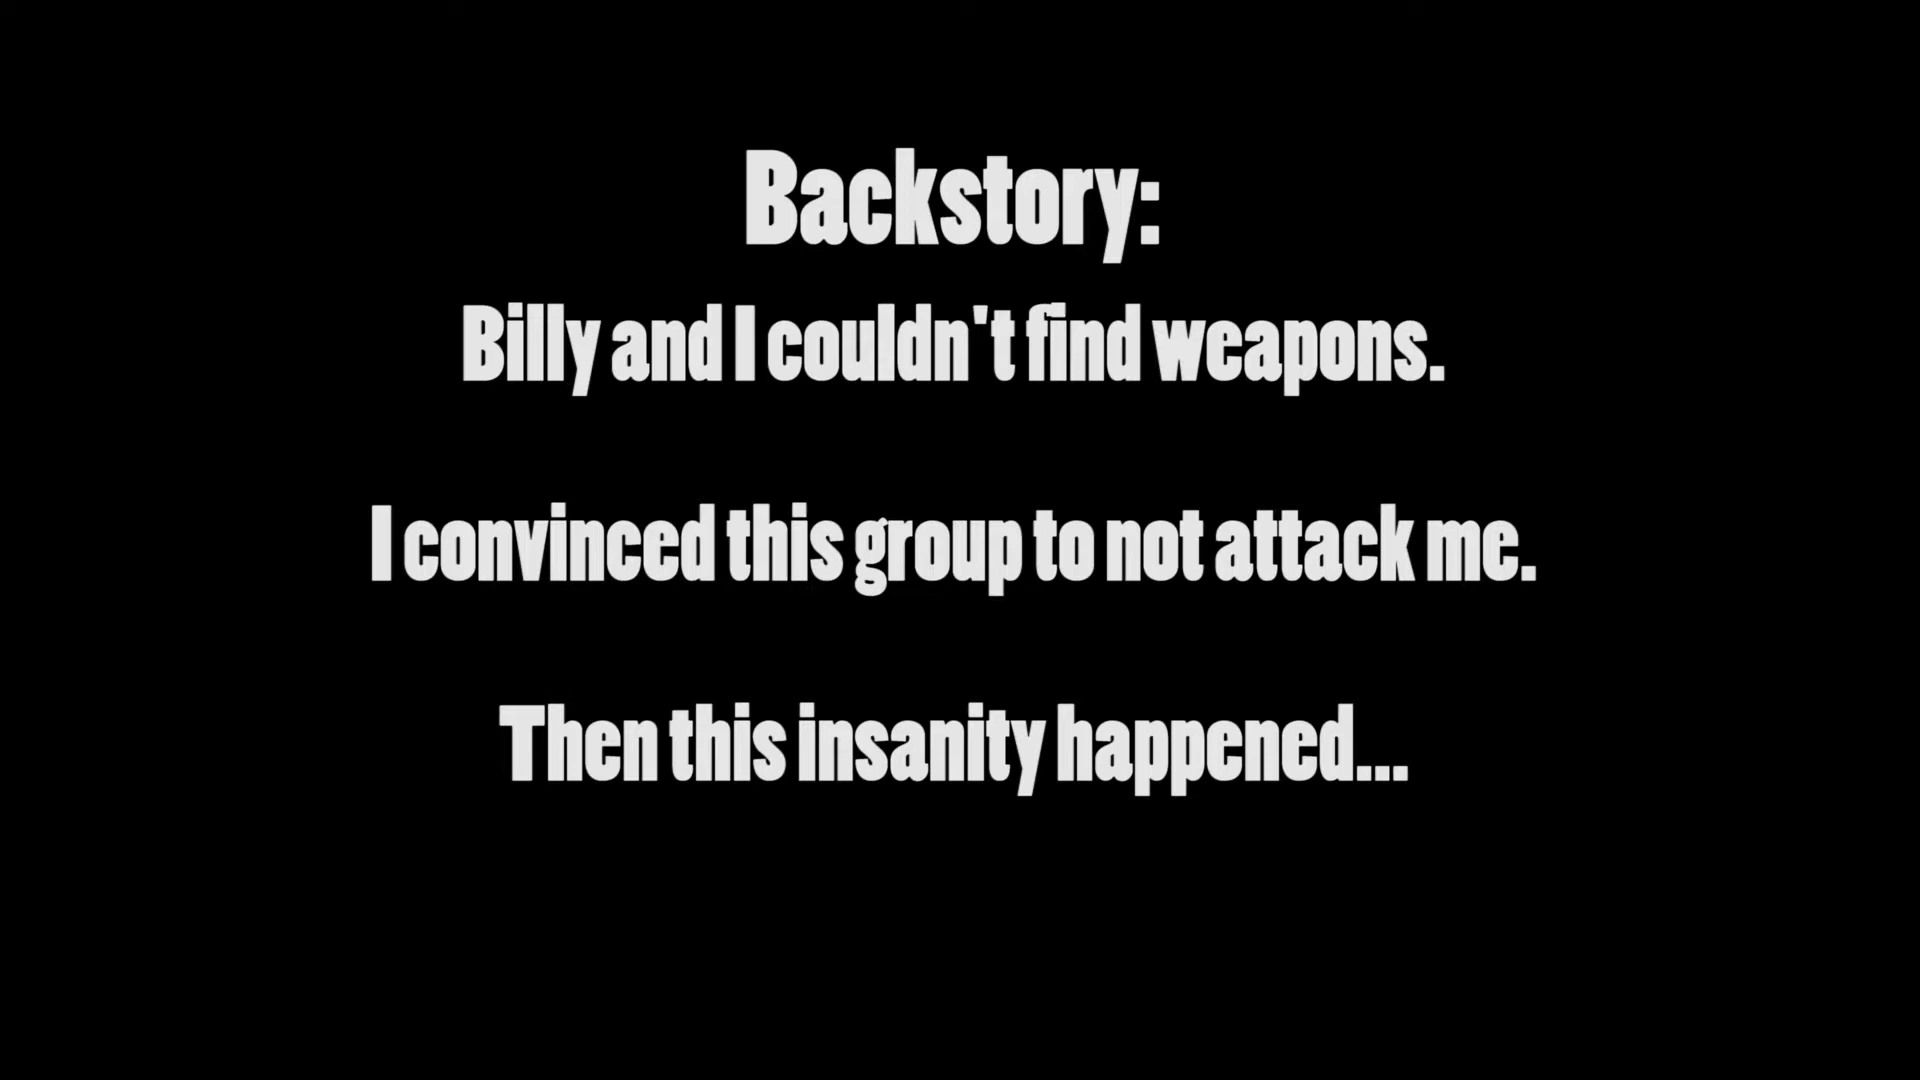 Backstory:
Billy and I couldn't find weapons.
I convinced this group to not attack me.
Then this insanity happened...